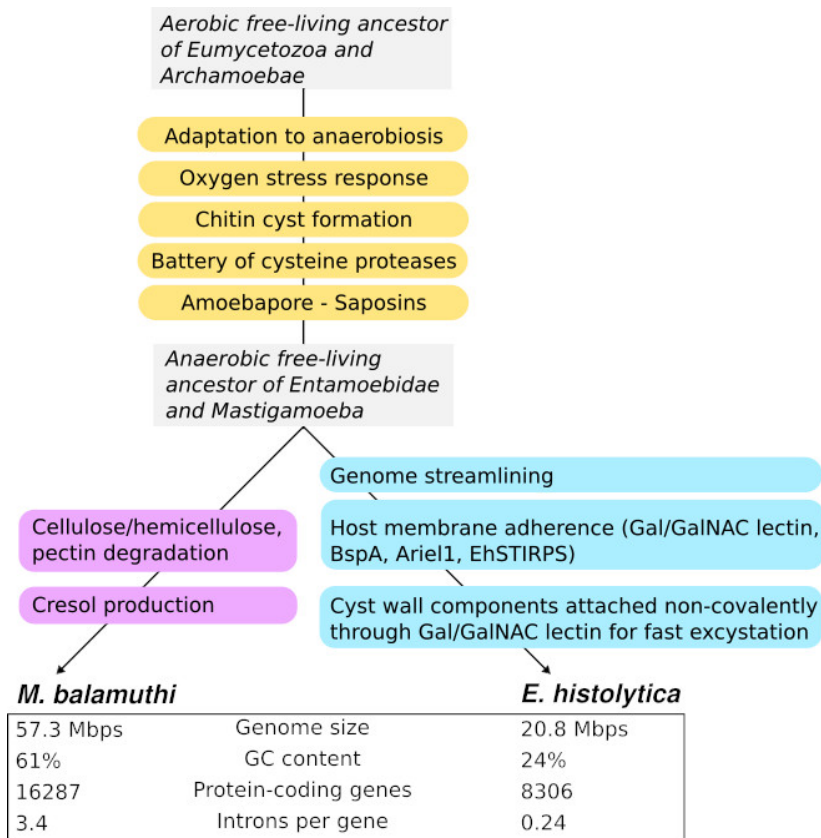 Aerobic free-living ancestor
of Eumycetozoa and
Archamoebae
Adaptation to anaerobiosis
Oxygen stress response
Chitin cyst formation
Battery of cysteine proteases
Amoebapore - Saposins
Anaerobic free-living
ancestor of Entamoebidae
and Mastigamoeba
Cellulose/hemicellulose,
pectin degradation
Cresol production
Genome streamlining
Host membrane adherence (Gal/GalNAC lectin,
BspA, Ariel1, EhSTIRPS)
Cyst wall components attached non-covalently
through Gal/GalNAC lectin for fast excystation
M. balamuthi E. histolytica
57.3 Mbps Genome size 20.8 Mbps
61% GC content 24%
16287 Protein-coding genes 8306
3.4 Introns per gene 0.24